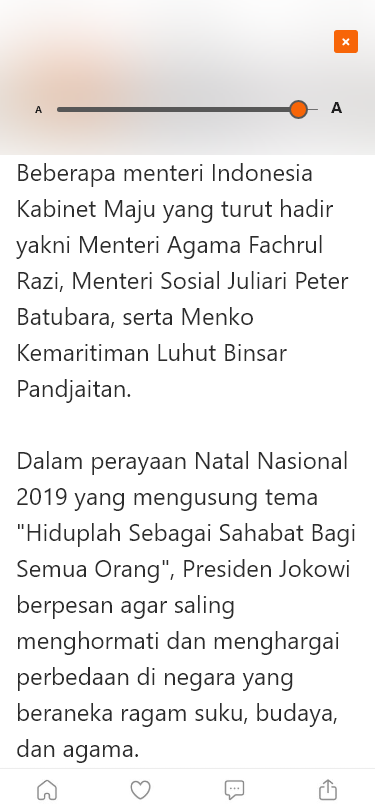 A A
Beberapa menteri Indonesia
Kabinet Maju yang turut hadir
yakni Menteri Agama Fachrul
Razi, Menteri Sosial Juliari Peter
Batubara, serta Menko
Kemaritiman Luhut Binsar
Pandjaitan.
Dalam perayaan Natal Nasional
2019 yang mengusung tema
"Hiduplah Sebagai Sahabat Bagi
Semua Orang", Presiden Jokowi
berpesan agar saling
menghormati dan menghargai
perbedaan di negara yang
beraneka ragam suku, budaya,
dan agama.